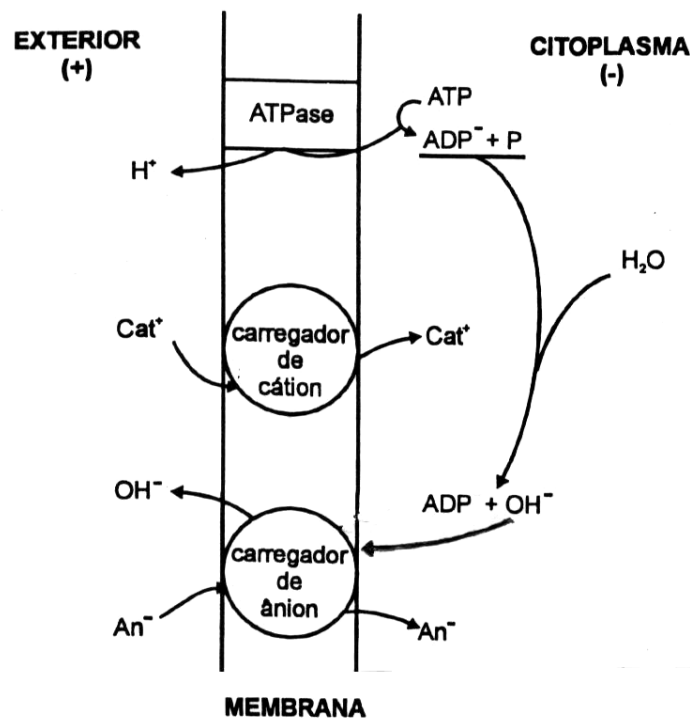 EXTERIOR
(+)
CITOPLASMA
(-)
ATPase
ATP
ADP⁻ + P
H⁺
H₂O
Cat⁺
carregador
de
cátion
Cat⁺
OH⁻
ADP + OH⁻
carregador
de
ânion
An⁻
An⁻
MEMBRANA